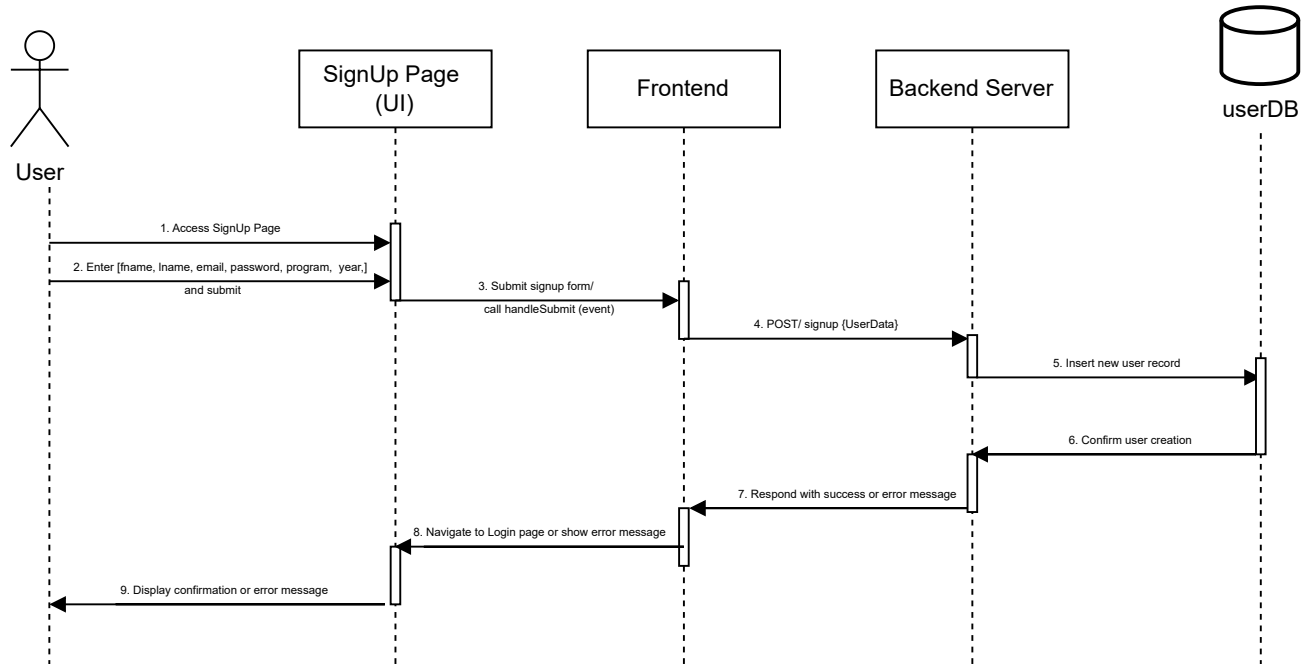 SignUp Page
(UI)
Frontend
Backend Server
userDB
User
1. Access SignUp Page
2. Enter [fname, lname, email, password, program,  year,]
and submit
3. Submit signup form/
call handleSubmit (event)
4. POST/ signup {UserData}
5. Insert new user record
6. Confirm user creation
7. Respond with success or error message
8. Navigate to Login page or show error message
9. Display confirmation or error message